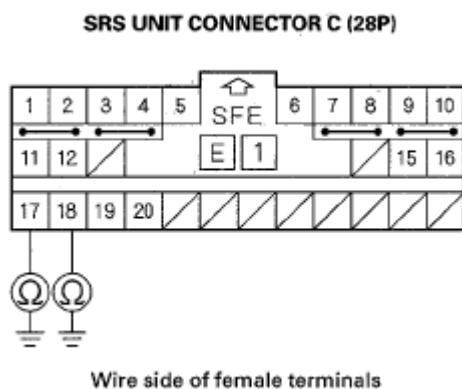 SRS UNIT CONNECTOR C (28P)
1 2 3 4 5 SFE 6 7 8 9 10
11 12 E 1 15 16
17 18 19 20
Ω Ω
Wire side of female terminals